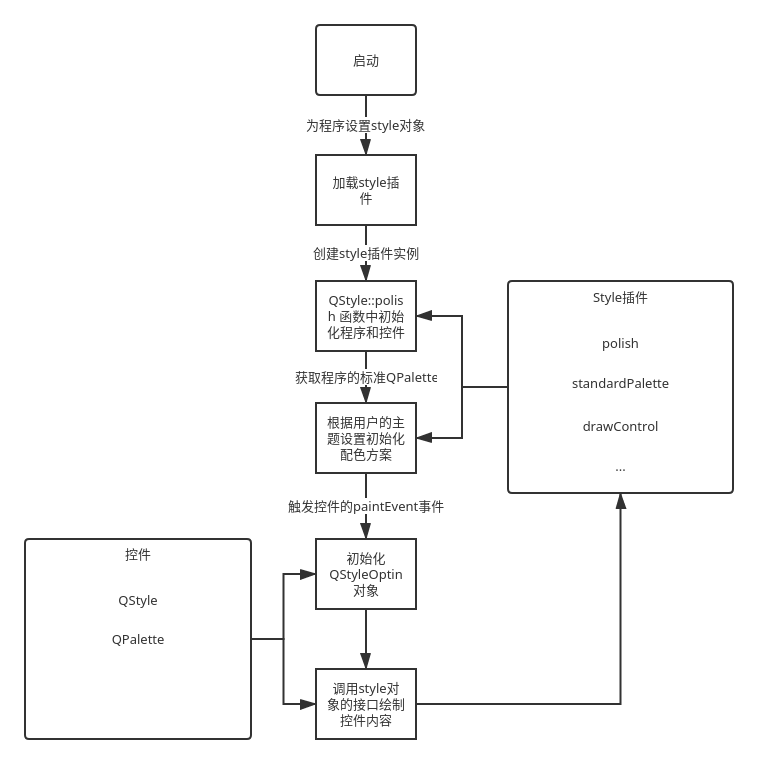 启动
为程序设置style对象
加载style插
件
创建style插件实例
QStyle::polis
h 函数中初始
化程序和控件
获取程序的标准QPalette
根据用户的主
题设置初始化
配色方案
触发控件的paintEvent事件
初始化
QStyleOptin
对象
调用style对
象的接口绘制
控件内容
Style插件
polish
standardPalette
drawControl
...
控件
QStyle
QPalette